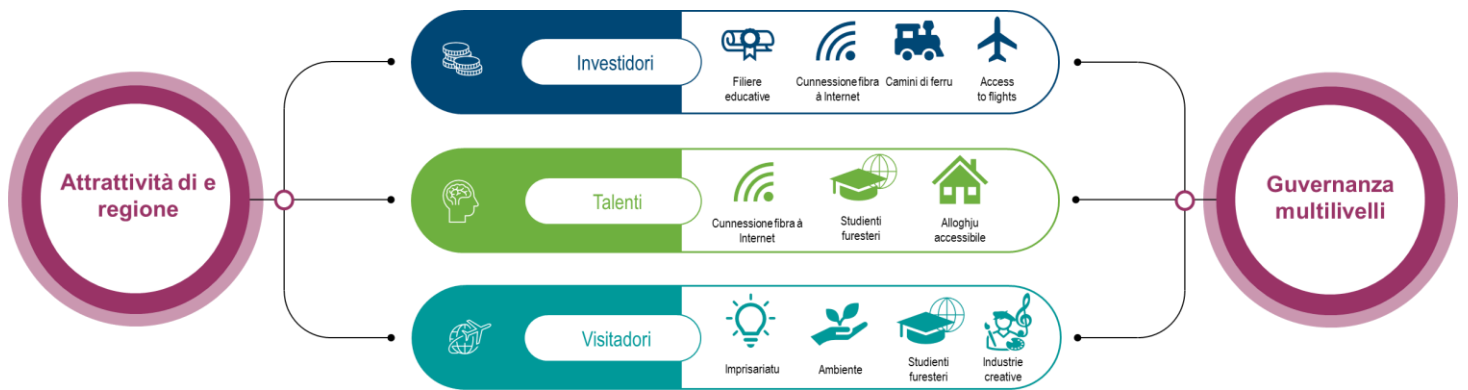 Attrattività di e
regione
Investidori
Filiere
educative
Cunnessione fibra
à Internet
Camini di ferru
Access
to flights
Talenti
Cunnessione fibra à
Internet
Studienti
furesteri
Alloghju
accessibile
Visitadori
Imprisariatu
Ambiente
Studienti
furesteri
Industrie
creative
Guvernanza
multilivelli